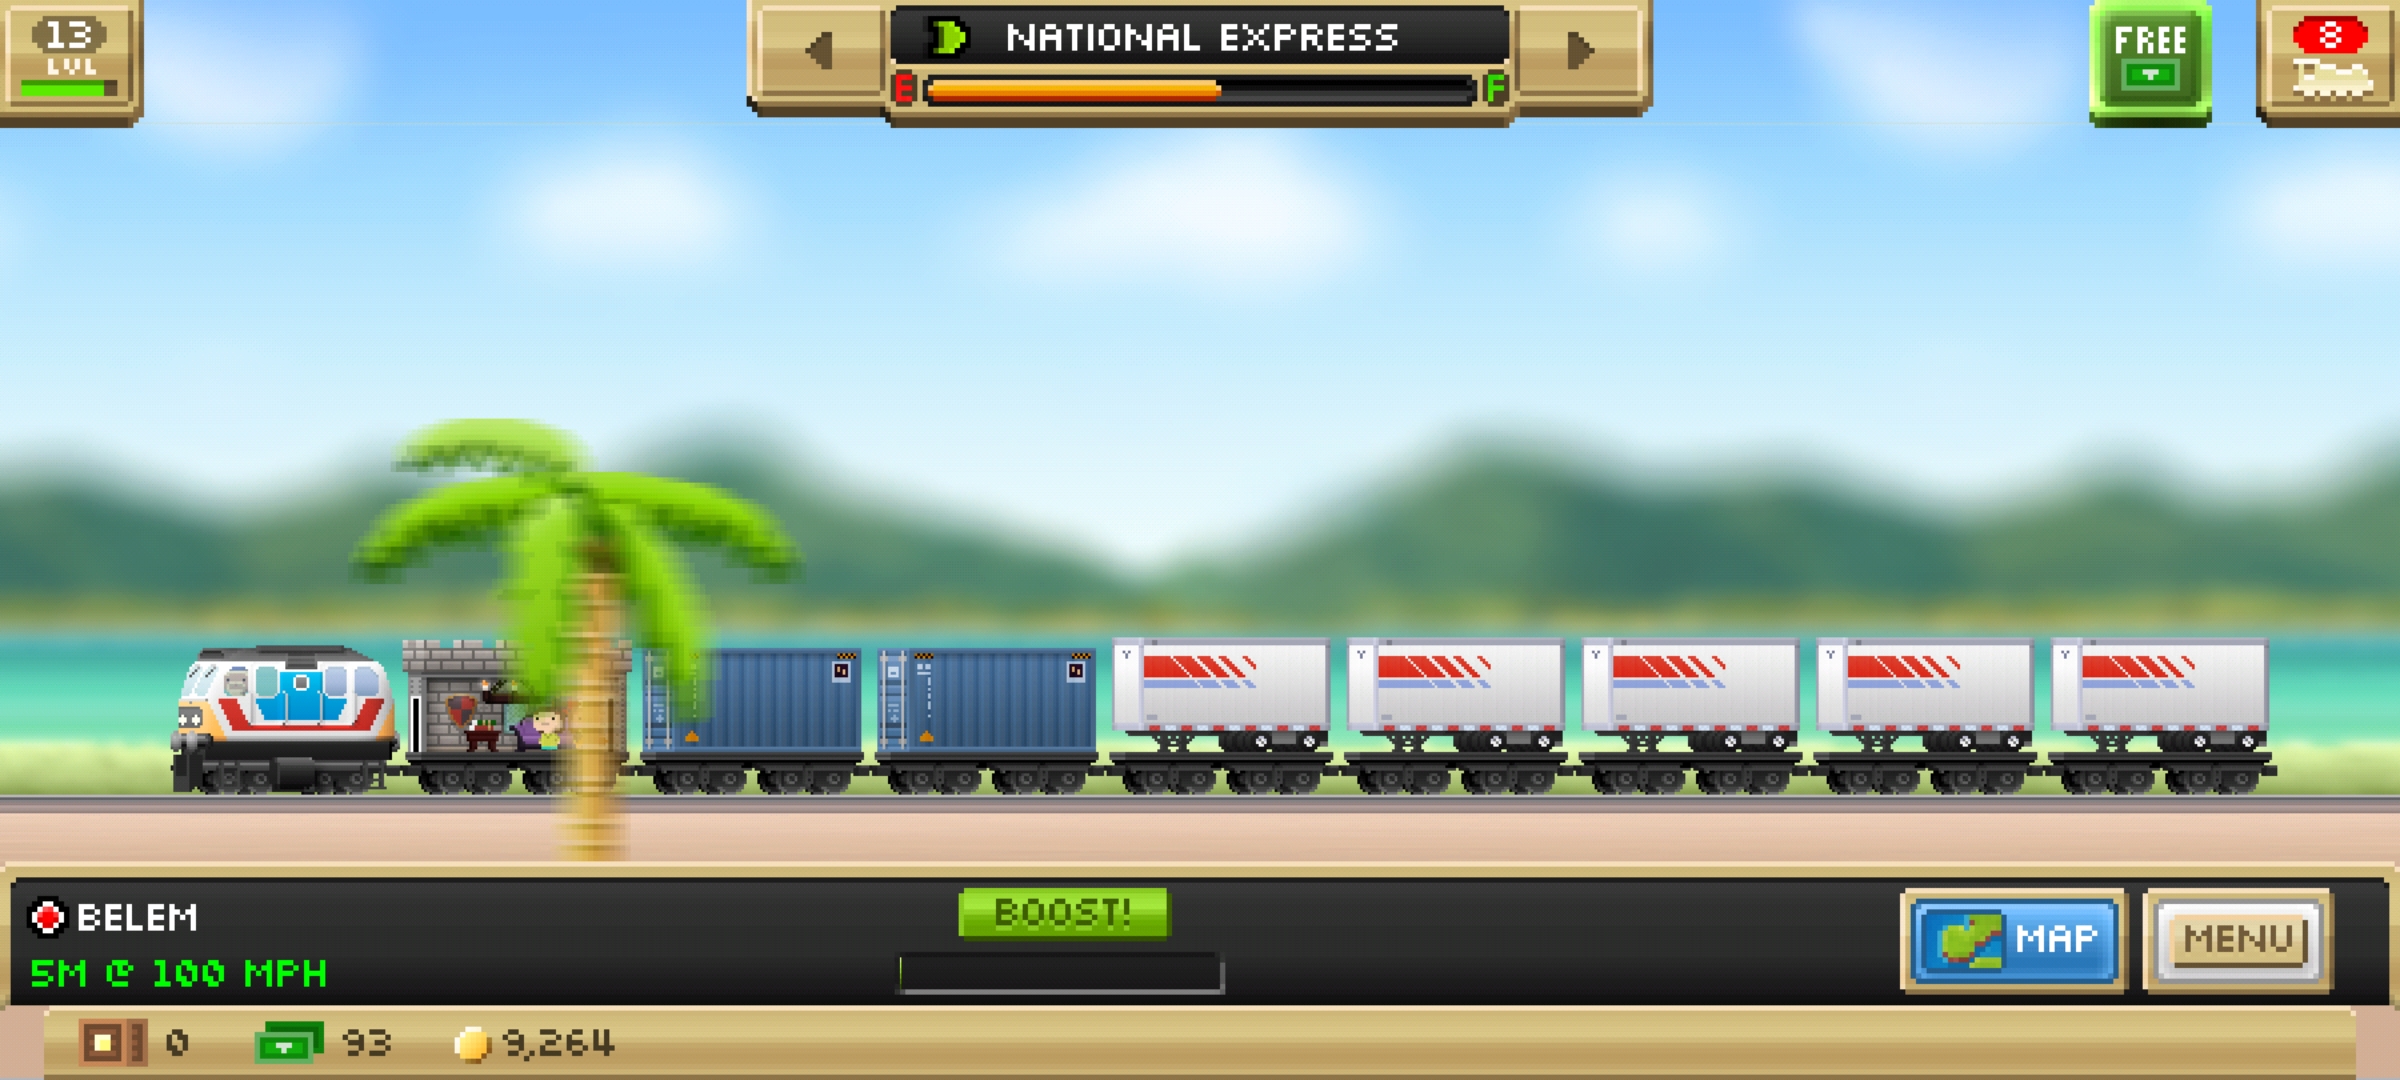 13
LVL
NATIONAL EXPRESS
E F
FREE
8
BELEM
5M @ 100 MPH
BOOST!
MAP
MENU
0
93
9,264